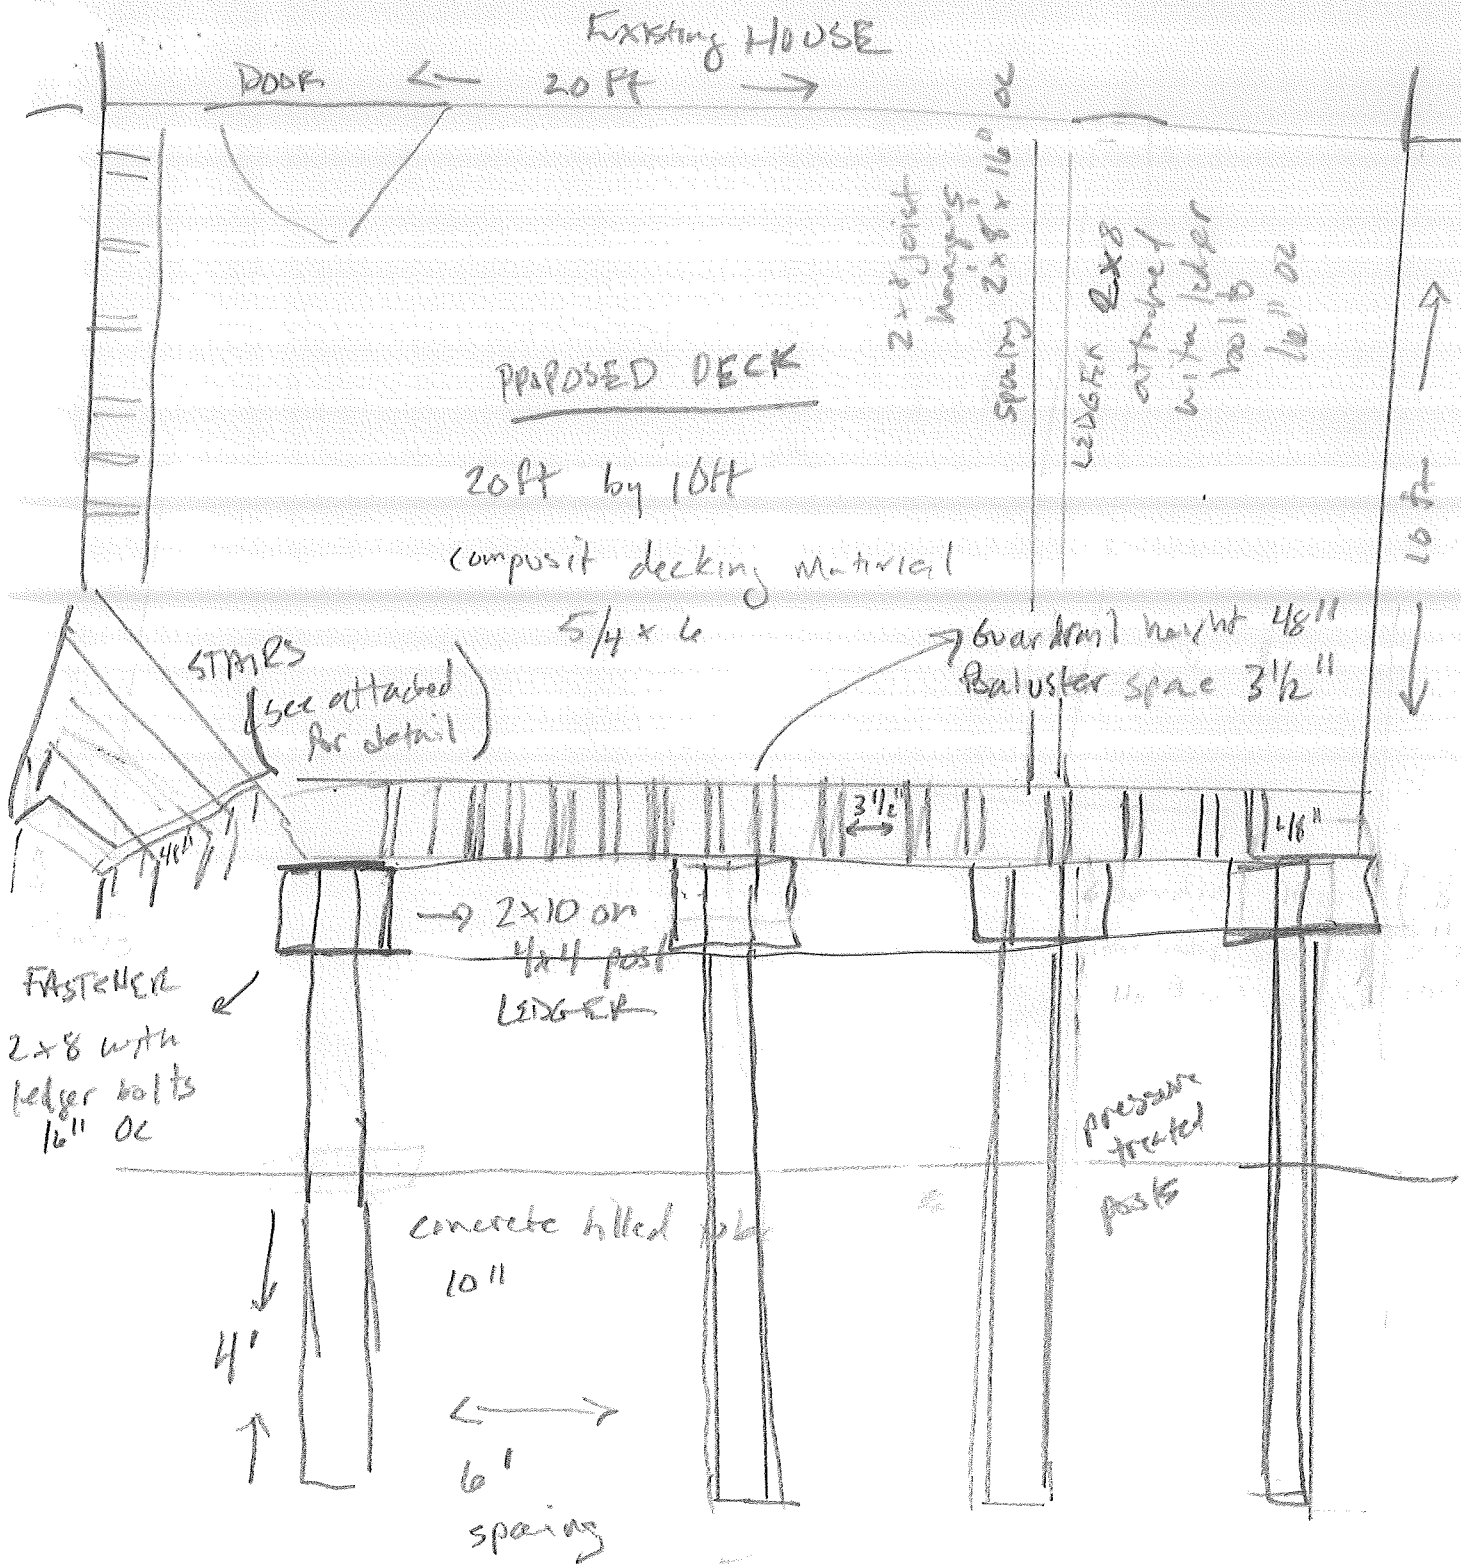 Existing HOUSE
DOOR
20 Ft
2x8 joist
hangers
2x8 x 16" oc
spacing
LEDGER 2x8
attached
with ledger
bolts
16" oc
10 ft
PROPOSED DECK
20ft by 10ft
composit decking material
5/4 x 6
Guardrail height 48"
Baluster space 3 1/2"
STAIRS
(see attached
for detail)
3 1/2"
48"
48"
2x10 on
4x4 post
LEDGER
FASTENER
2x8 with
ledger bolts
16" OC
pressure
treated
posts
concrete filled tube
10"
4'
6'
spacing